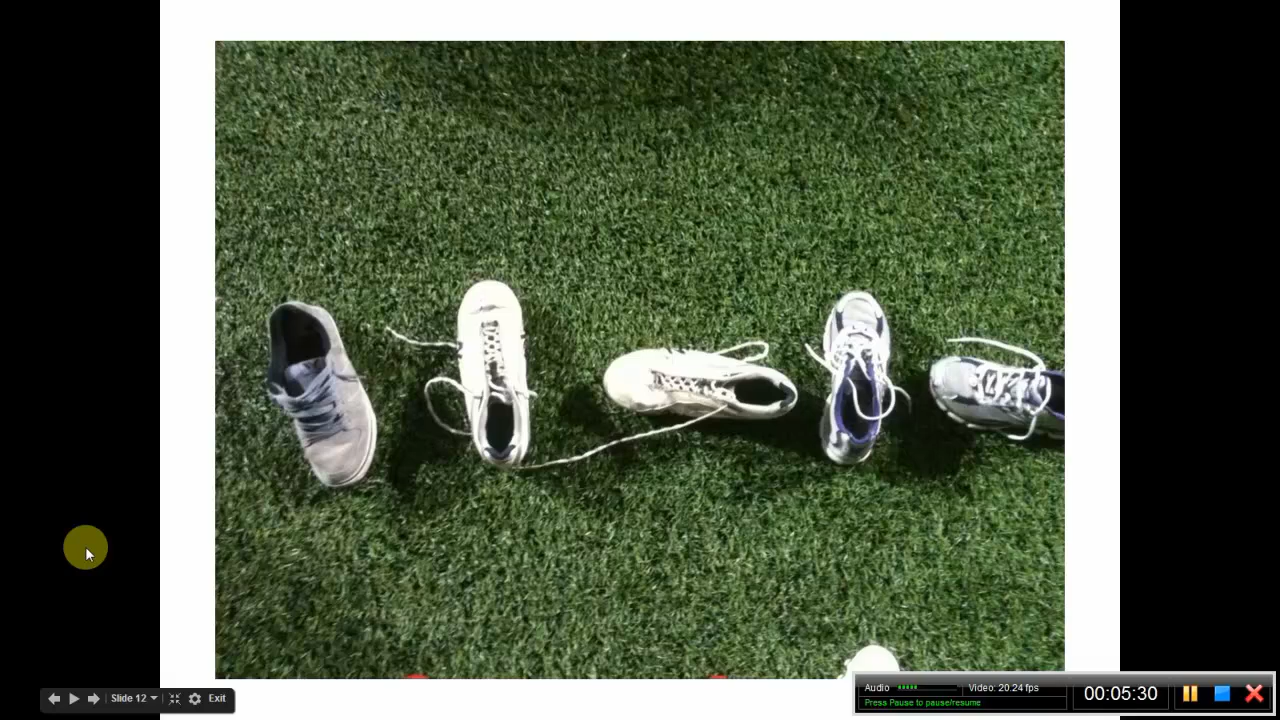 Slide 12
Exit
Audio
Video: 20.24 fps
Press Pause to pause/resume
00:05:30